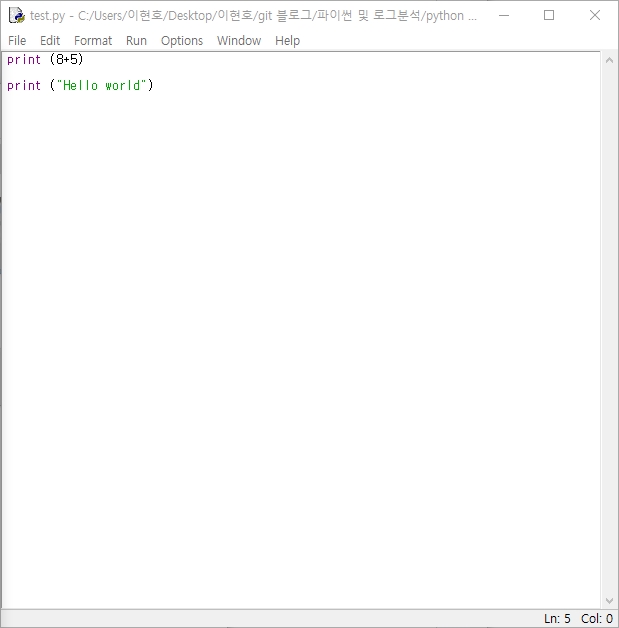 test.py - C:/Users/이현호/Desktop/이현호/git 블로그/파이썬 및 로그분석/python ...
File Edit Format Run Options Window Help
print (8+5)
print ("Hello world")
Ln: 5 Col: 0